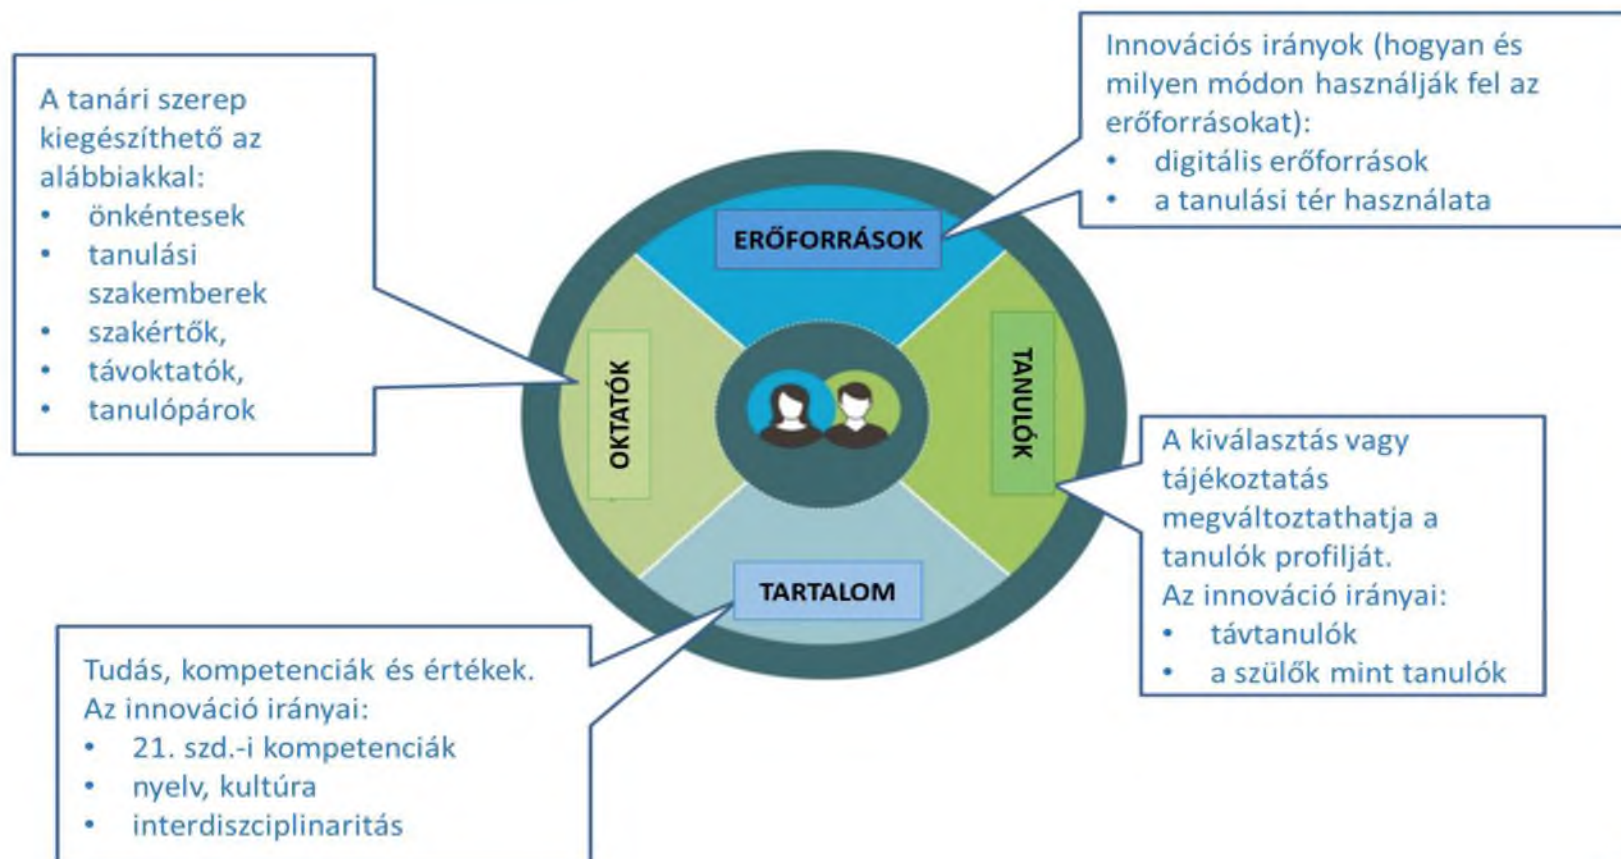 A tanári szerep
kiegészíthető az
alábbiakkal:
• önkéntesek
• tanulási
szakemberek
• szakértők,
• távoktatók,
• tanulópárok
Innovációs irányok (hogyan és
milyen módon használják fel az
erőforrásokat):
• digitális erőforrások
• a tanulási tér használata
ERŐFORRÁSOK
OKTATÓK
TANULÓK
TARTALOM
A kiválasztás vagy
tájékoztatás
megváltoztathatja a
tanulók profilját.
Az innováció irányai:
• távtanulók
• a szülők mint tanulók
Tudás, kompetenciák és értékek.
Az innováció irányai:
• 21. szd.-i kompetenciák
• nyelv, kultúra
• interdiszciplinaritás